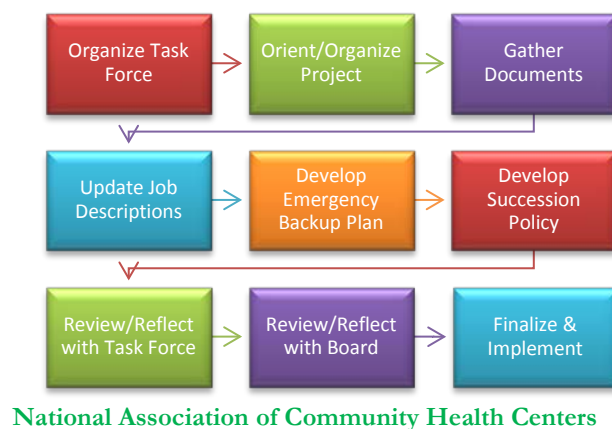 Organize Task
Force
Orient/Organize
Project
Gather
Documents
Update Job
Descriptions
Develop
Emergency
Backup Plan
Develop
Succession
Policy
Review/Reflect
with Task Force
Review/Reflect
with Board
Finalize &
Implement
National Association of Community Health Centers